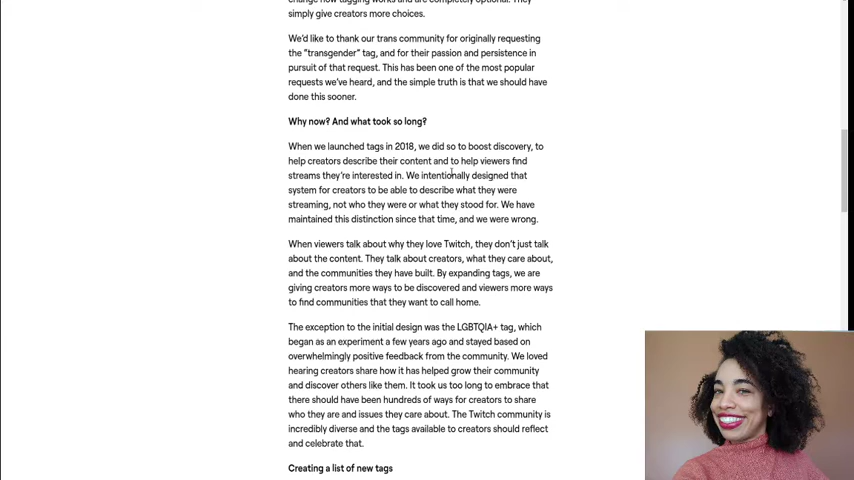 change how tagging works and are completely optional. They
simply give creators more choices.
We'd like to thank our trans community for originally requesting
the "transgender" tag, and for their passion and persistence in
pursuit of that request. This has been one of the most popular
requests we've heard, and the simple truth is that we should have
done this sooner.
Why now? And what took so long?
When we launched tags in 2018, we did so to boost discovery, to
help creators describe their content and to help viewers find
streams they're interested in. We intentionally designed that
system for creators to be able to describe what they were
streaming, not who they were or what they stood for. We have
maintained this distinction since that time, and we were wrong.
When viewers talk about why they love Twitch, they don't just talk
about the content. They talk about creators, what they care about,
and the communities they have built. By expanding tags, we are
giving creators more ways to be discovered and viewers more ways
to find communities that they want to call home.
The exception to the initial design was the LGBTQIA+ tag, which
began as an experiment a few years ago and stayed based on
overwhelmingly positive feedback from the community. We loved
hearing creators share how it has helped grow their community
and discover others like them. It took us too long to embrace that
there should have been hundreds of ways for creators to share
who they are and issues they care about. The Twitch community is
incredibly diverse and the tags available to creators should reflect
and celebrate that.
Creating a list of new tags